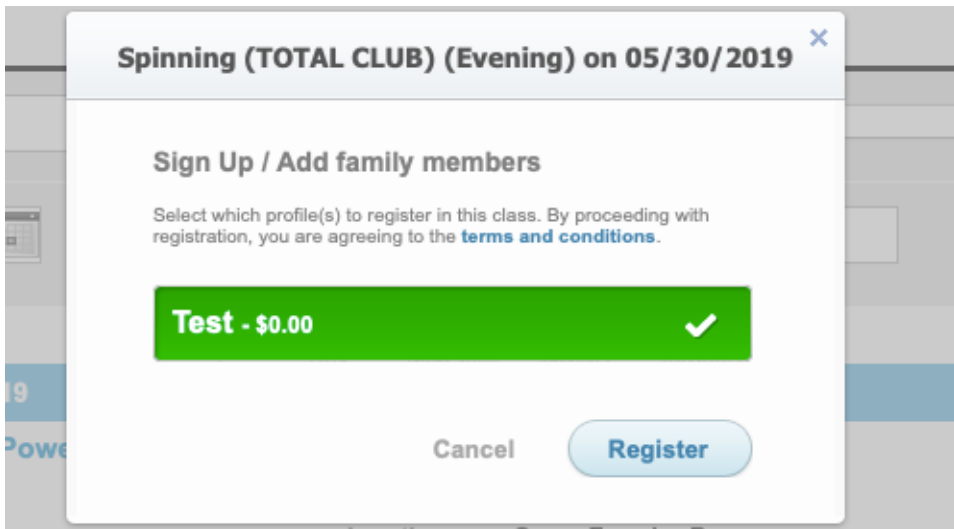 Spinning (TOTAL CLUB) (Evening) on 05/30/2019
Sign Up / Add family members
Select which profile(s) to register in this class. By proceeding with
registration, you are agreeing to the terms and conditions.
Test - $0.00
19
Cancel
Register